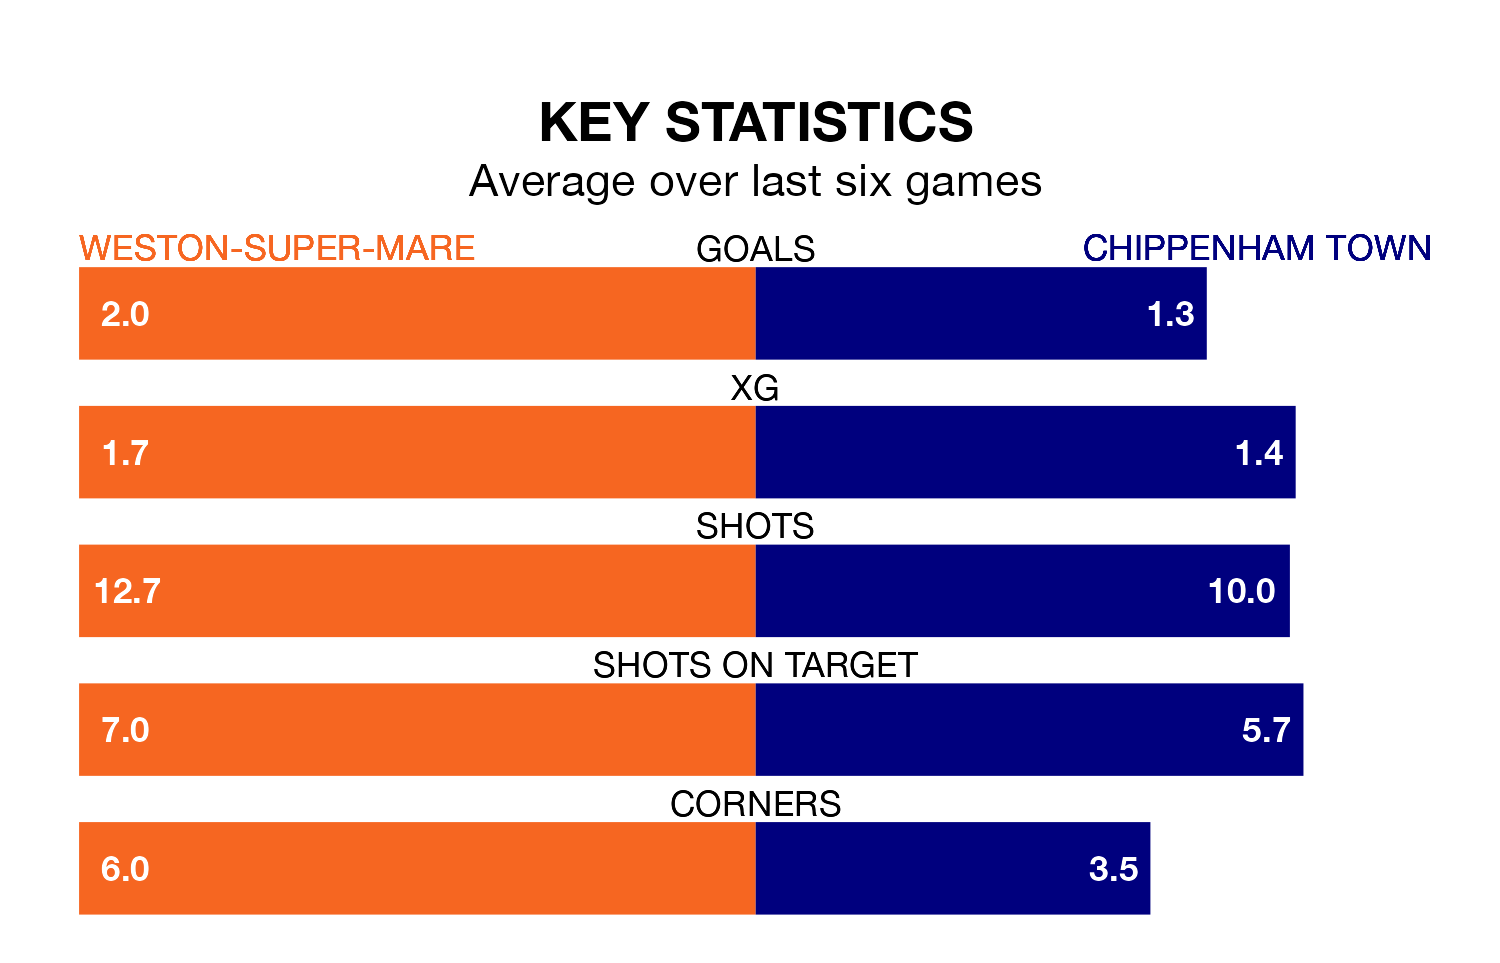 KEY STATISTICS
Average over last six games
WESTON-SUPER-MARE GOALS CHIPPENHAM TOWN
2.0 1.3
XG
1.7 1.4
SHOTS
12.7 10.0
SHOTS ON TARGET
7.0 5.7
CORNERS
6.0 3.5